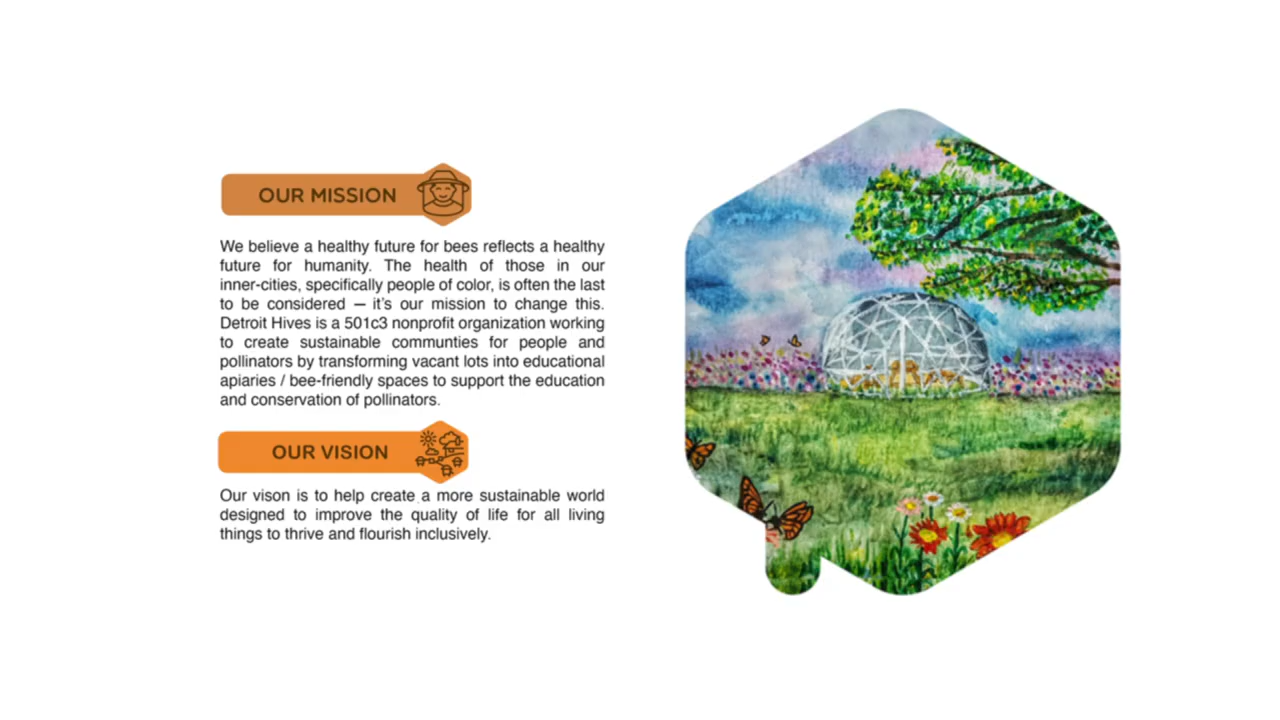 OUR MISSION
We believe a healthy future for bees reflects a healthy
future for humanity. The health of those in our
inner-cities, specifically people of color, is often the last
to be considered — it's our mission to change this.
Detroit Hives is a 501c3 nonprofit organization working
to create sustainable communties for people and
pollinators by transforming vacant lots into educational
apiaries / bee-friendly spaces to support the education
and conservation of pollinators.
OUR VISION
Our vison is to help create a more sustainable world
designed to improve the quality of life for all living
things to thrive and flourish inclusively.